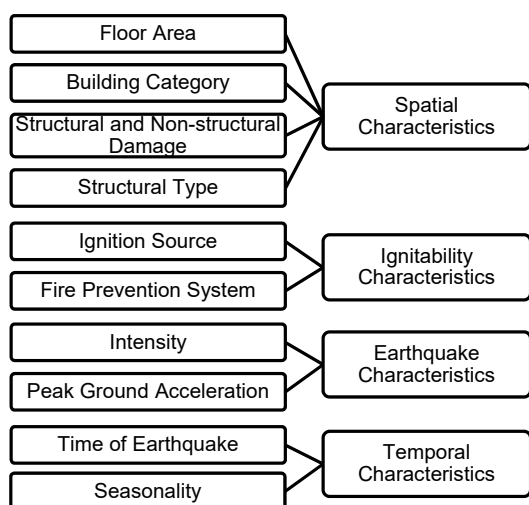 Floor Area
Building Category
Structural and Non-structural
Damage
Structural Type
Spatial
Characteristics
Ignition Source
Fire Prevention System
Ignitability
Characteristics
Intensity
Peak Ground Acceleration
Earthquake
Characteristics
Time of Earthquake
Seasonality
Temporal
Characteristics